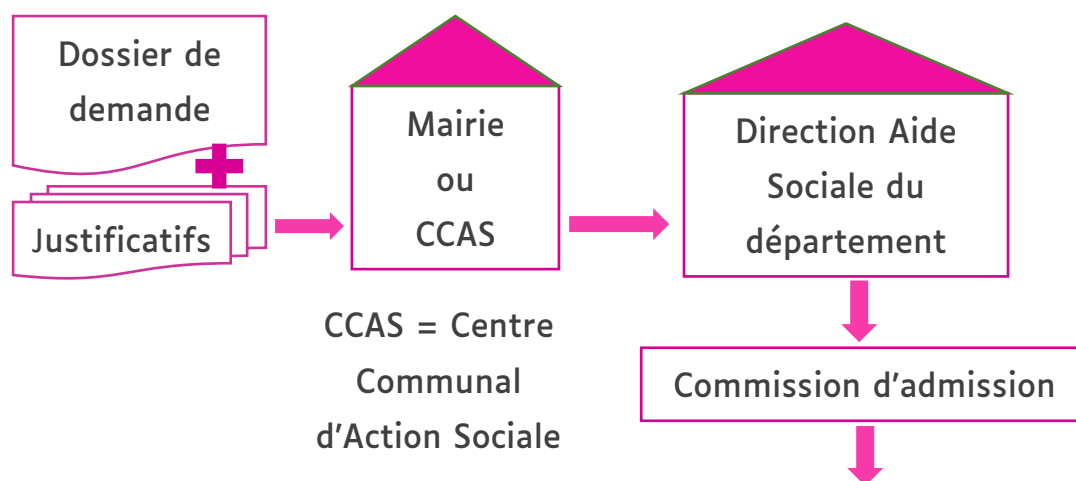 Dossier de
demande
Justificatifs
Mairie
ou
CCAS
CCAS = Centre
Communal
d'Action Sociale
Direction Aide
Sociale du
département
Commission d'admission